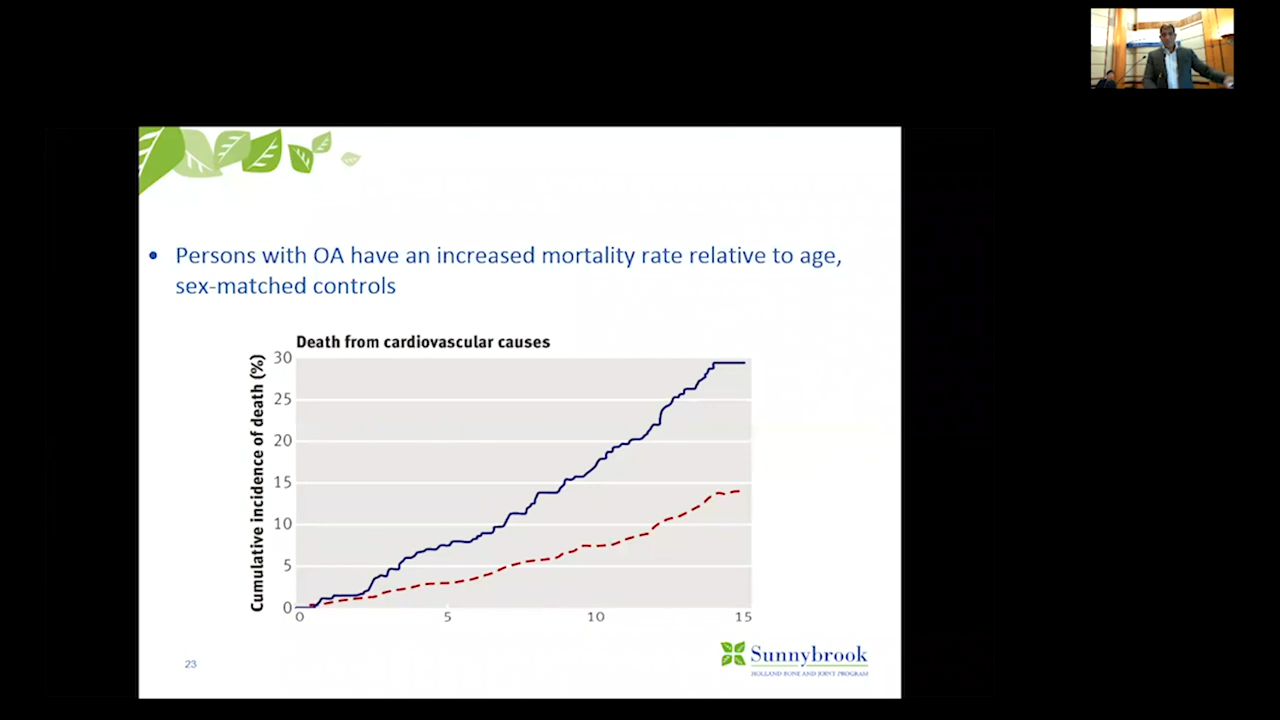 • Persons with OA have an increased mortality rate relative to age,
sex-matched controls
Death from cardiovascular causes
Cumulative incidence of death (%)
30
25
20
15
10
5
0
0 5 10 15
23
Sunnybrook
HOLLAND BONE AND JOINT PROGRAM